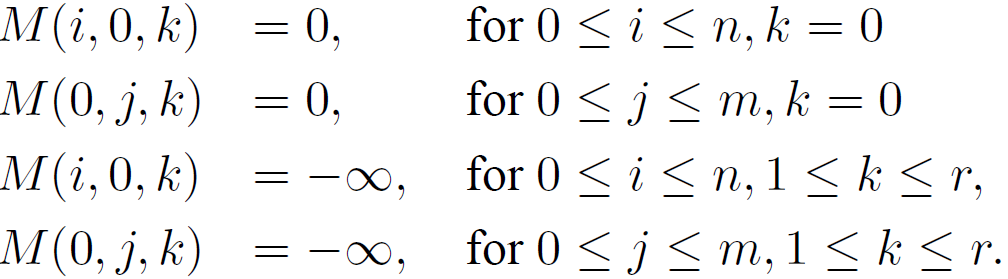 M(i, 0, k) = 0, for 0 ≤ i ≤ n, k = 0
M(0, j, k) = 0, for 0 ≤ j ≤ m, k = 0
M(i, 0, k) = −∞, for 0 ≤ i ≤ n, 1 ≤ k ≤ r,
M(0, j, k) = −∞, for 0 ≤ j ≤ m, 1 ≤ k ≤ r.